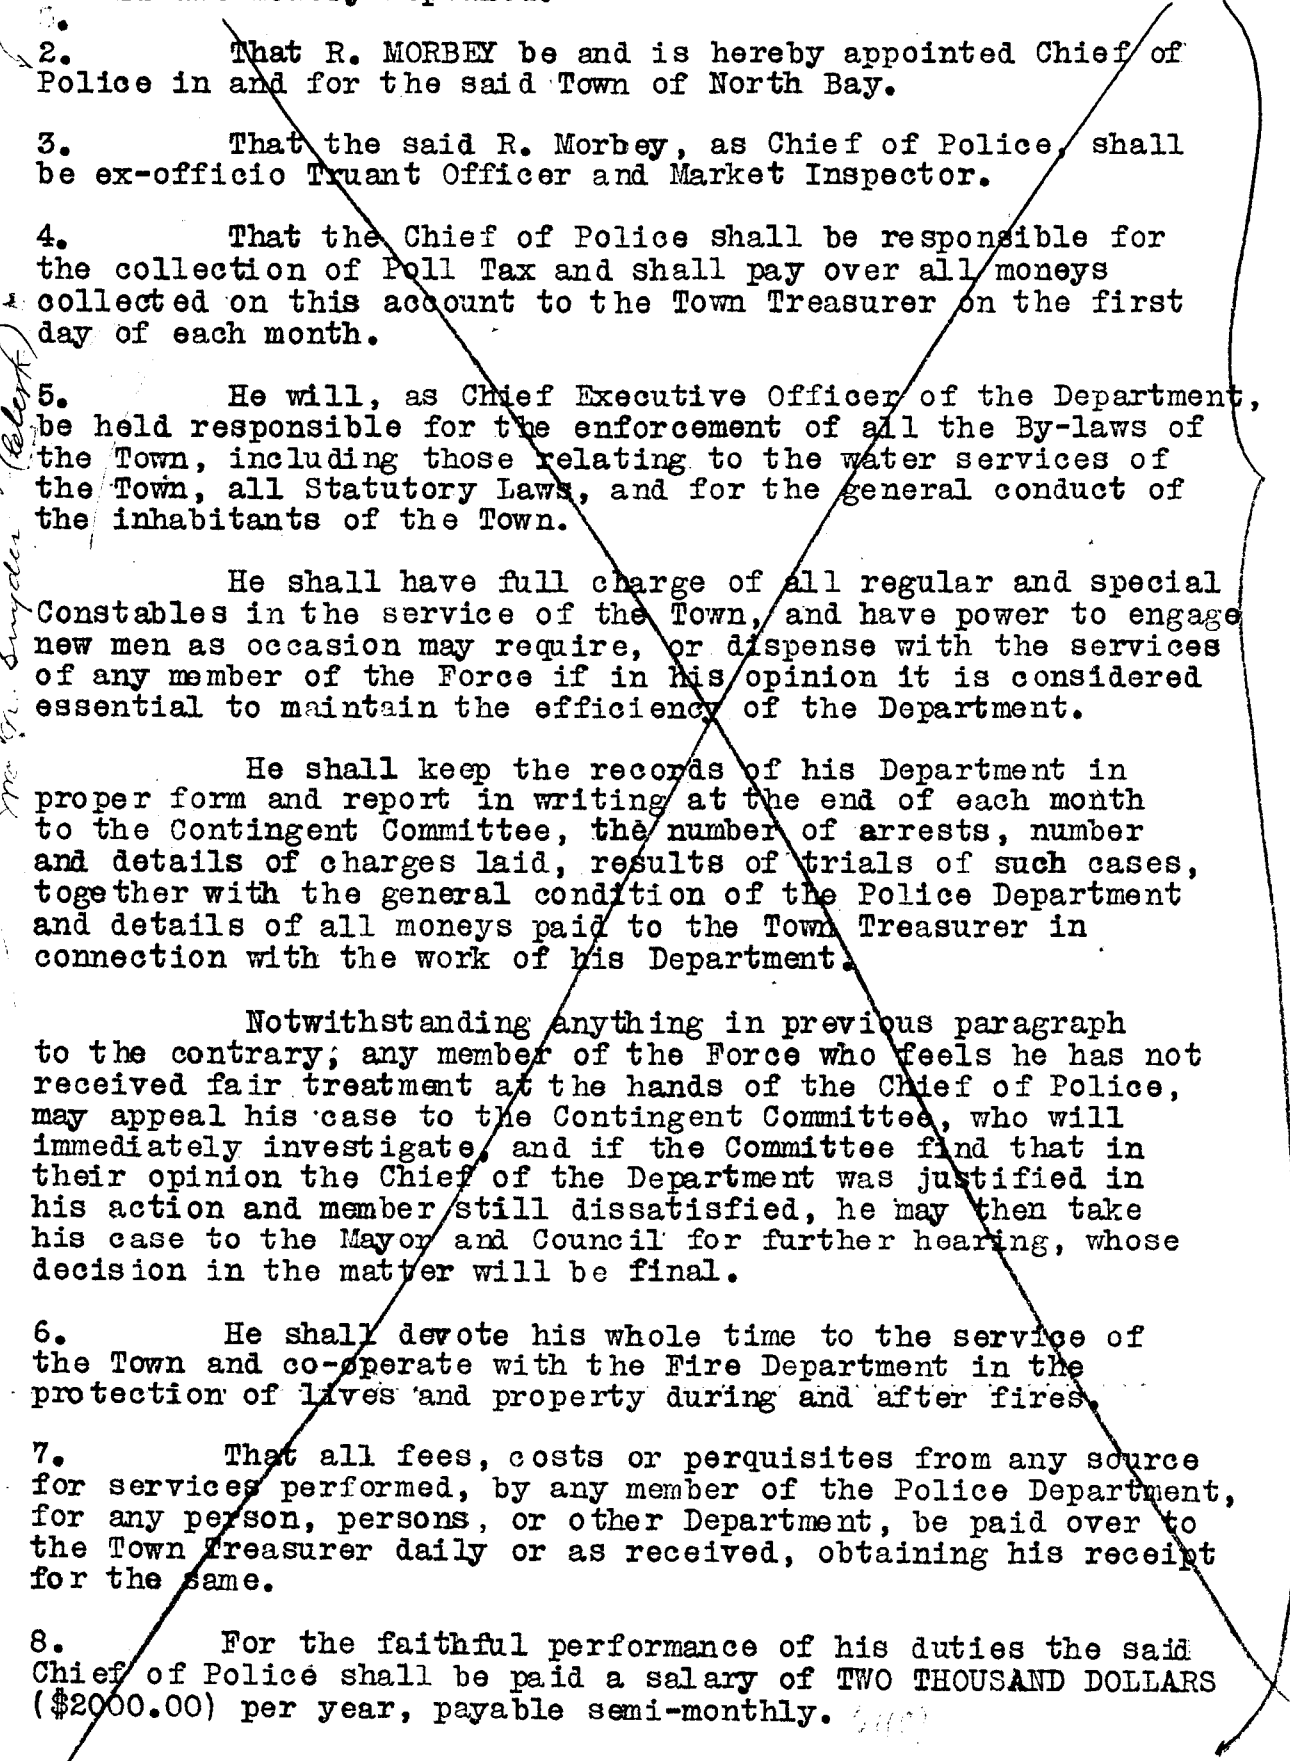 2. That R. MORBEY be and is hereby appointed Chief of
Police in and for the said Town of North Bay.
3. That the said R. Morbey, as Chief of Police, shall
be ex-officio Truant Officer and Market Inspector.
4. That the Chief of Police shall be responsible for
the collection of Poll Tax and shall pay over all moneys
collected on this account to the Town Treasurer on the first
day of each month.
5. He will, as Chief Executive Officer of the Department,
be held responsible for the enforcement of all the By-laws of
the Town, including those relating to the water services of
the Town, all Statutory Laws, and for the general conduct of
the inhabitants of the Town.
He shall have full charge of all regular and special
Constables in the service of the Town, and have power to engage
new men as occasion may require, or dispense with the services
of any member of the Force if in his opinion it is considered
essential to maintain the efficiency of the Department.
He shall keep the records of his Department in
proper form and report in writing at the end of each month
to the Contingent Committee, the number of arrests, number
and details of charges laid, results of trials of such cases,
together with the general condition of the Police Department
and details of all moneys paid to the Town Treasurer in
connection with the work of his Department.
Notwithstanding anything in previous paragraph
to the contrary; any member of the Force who feels he has not
received fair treatment at the hands of the Chief of Police,
may appeal his case to the Contingent Committee, who will
immediately investigate, and if the Committee find that in
their opinion the Chief of the Department was justified in
his action and member still dissatisfied, he may then take
his case to the Mayor and Council for further hearing, whose
decision in the matter will be final.
6. He shall devote his whole time to the service of
the Town and co-operate with the Fire Department in the
protection of lives and property during and after fires.
7. That all fees, costs or perquisites from any source
for services performed, by any member of the Police Department,
for any person, persons, or other Department, be paid over to
the Town Treasurer daily or as received, obtaining his receipt
for the same.
8. For the faithful performance of his duties the said
Chief of Police shall be paid a salary of TWO THOUSAND DOLLARS
($2000.00) per year, payable semi-monthly.
Snyder (Clerk)